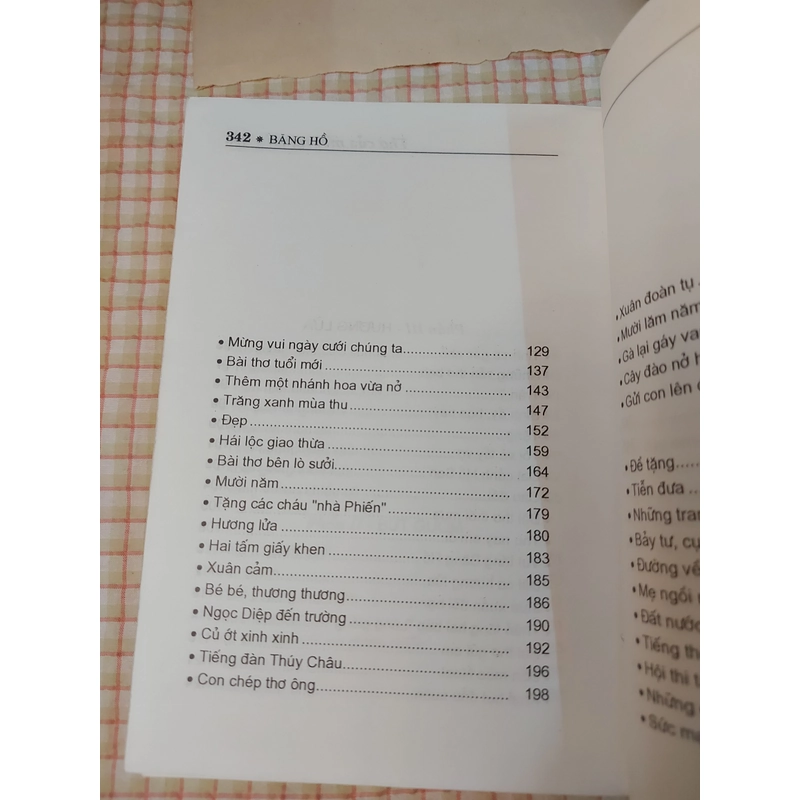 342 * BĂNG HỒ
• Mừng vui ngày cưới chúng ta........................ 129
• Bài thơ tuổi mới ........................ 137
• Thêm một nhánh hoa vừa nở ........................ 143
• Trăng xanh mùa thu ........................ 147
• Đẹp ........................ 152
• Hái lộc giao thừa ........................ 159
• Bài thơ bên lò sưởi........................ 164
• Mười năm ........................ 172
• Tặng các cháu "nhà Phiến" ........................ 179
• Hương lửa ........................ 180
• Hai tấm giấy khen ........................ 183
• Xuân cảm........................ 185
• Bé bé, thương thương........................ 186
• Ngọc Diệp đến trường ........................ 190
• Củ ớt xinh xinh ........................ 192
• Tiếng đàn Thúy Châu........................ 196
• Con chép thơ ông........................ 198
• Xuân đoàn tụ
• Mười lăm năm
• Gà lại gáy
• Cây đào nở
• Gửi con lên
• Đề tặng.....
• Tiễn đưa ...
• Những
• Bảy tư,
• Đường về
• Mẹ ngồi
• Đất nước
• Tiếng
• Hội thi
• Những
• Sức